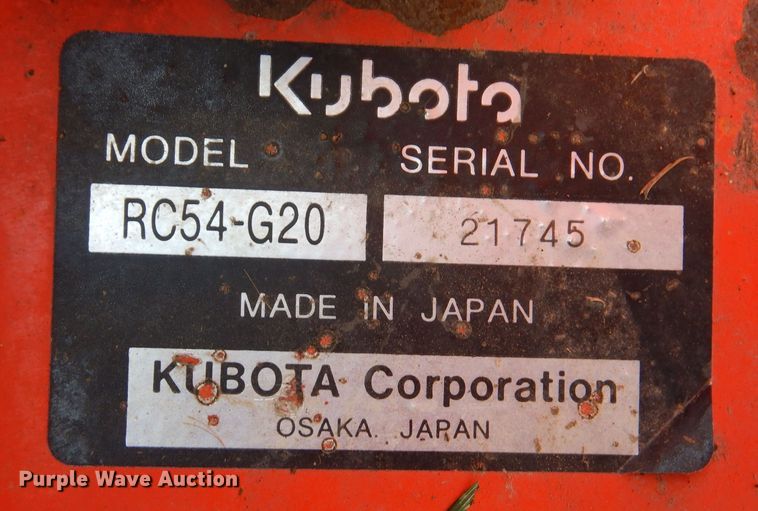 Kubota
MODEL SERIAL NO.
RC54-G20 21745
MADE IN JAPAN
KUBOTA Corporation
OSAKA. JAPAN
Purple Wave Auction